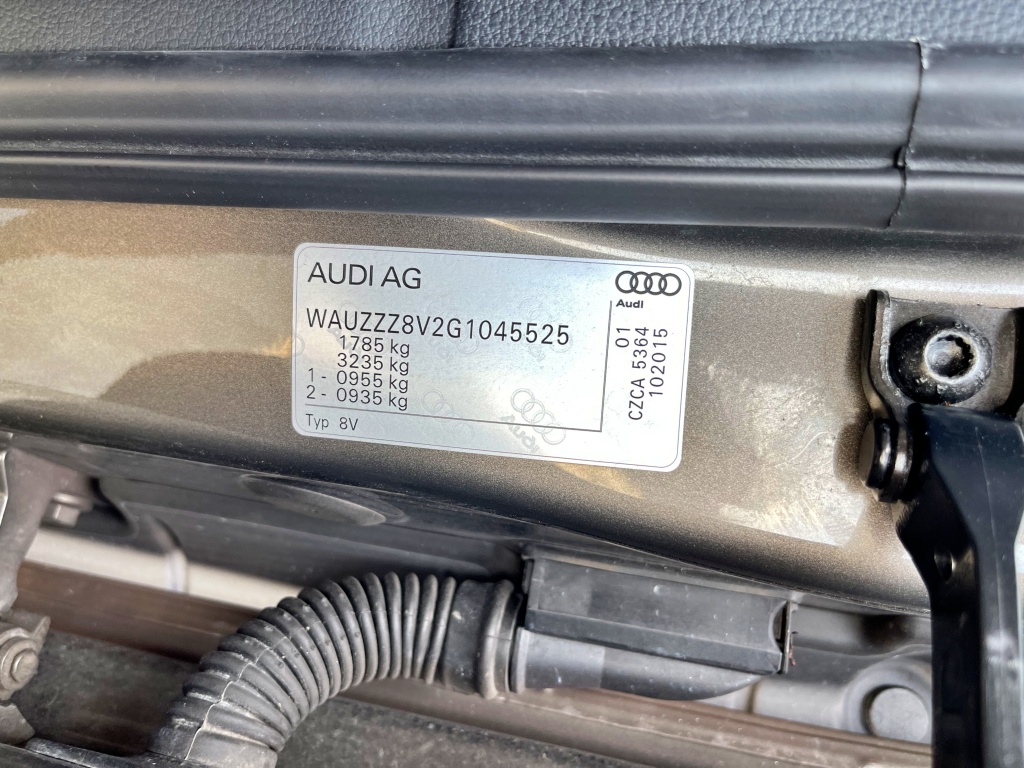 AUDI AG
Audi
WAUZZZ8V2G1045525
1785 kg
3235 kg
1- 0955 kg
2- 0935 kg
Typ 8V
01
CZCA 5364
102015